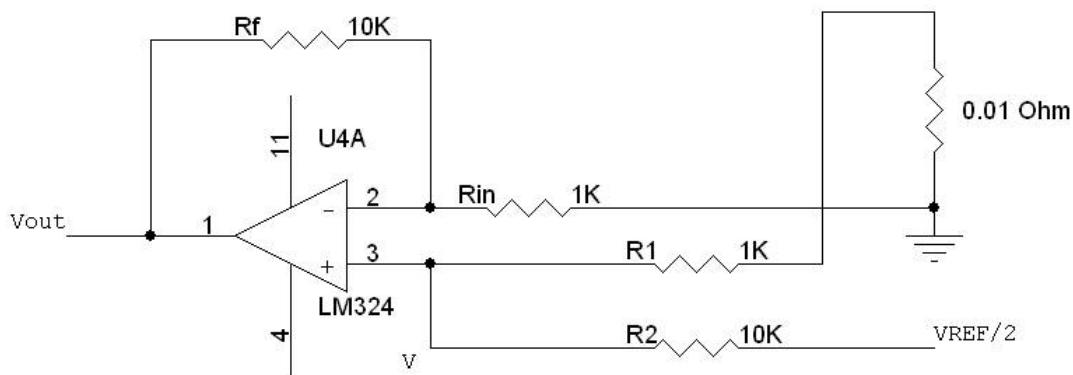 Rf 10K
11
U4A
0.01 Ohm
2
-
Rin 1K
Vout
1
3
+
R1 1K
LM324
4
V
R2 10K
VREF/2